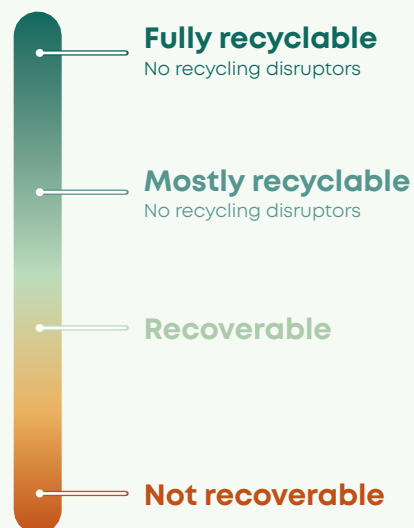 Fully recyclable
No recycling disruptors
Mostly recyclable
No recycling disruptors
Recoverable
Not recoverable